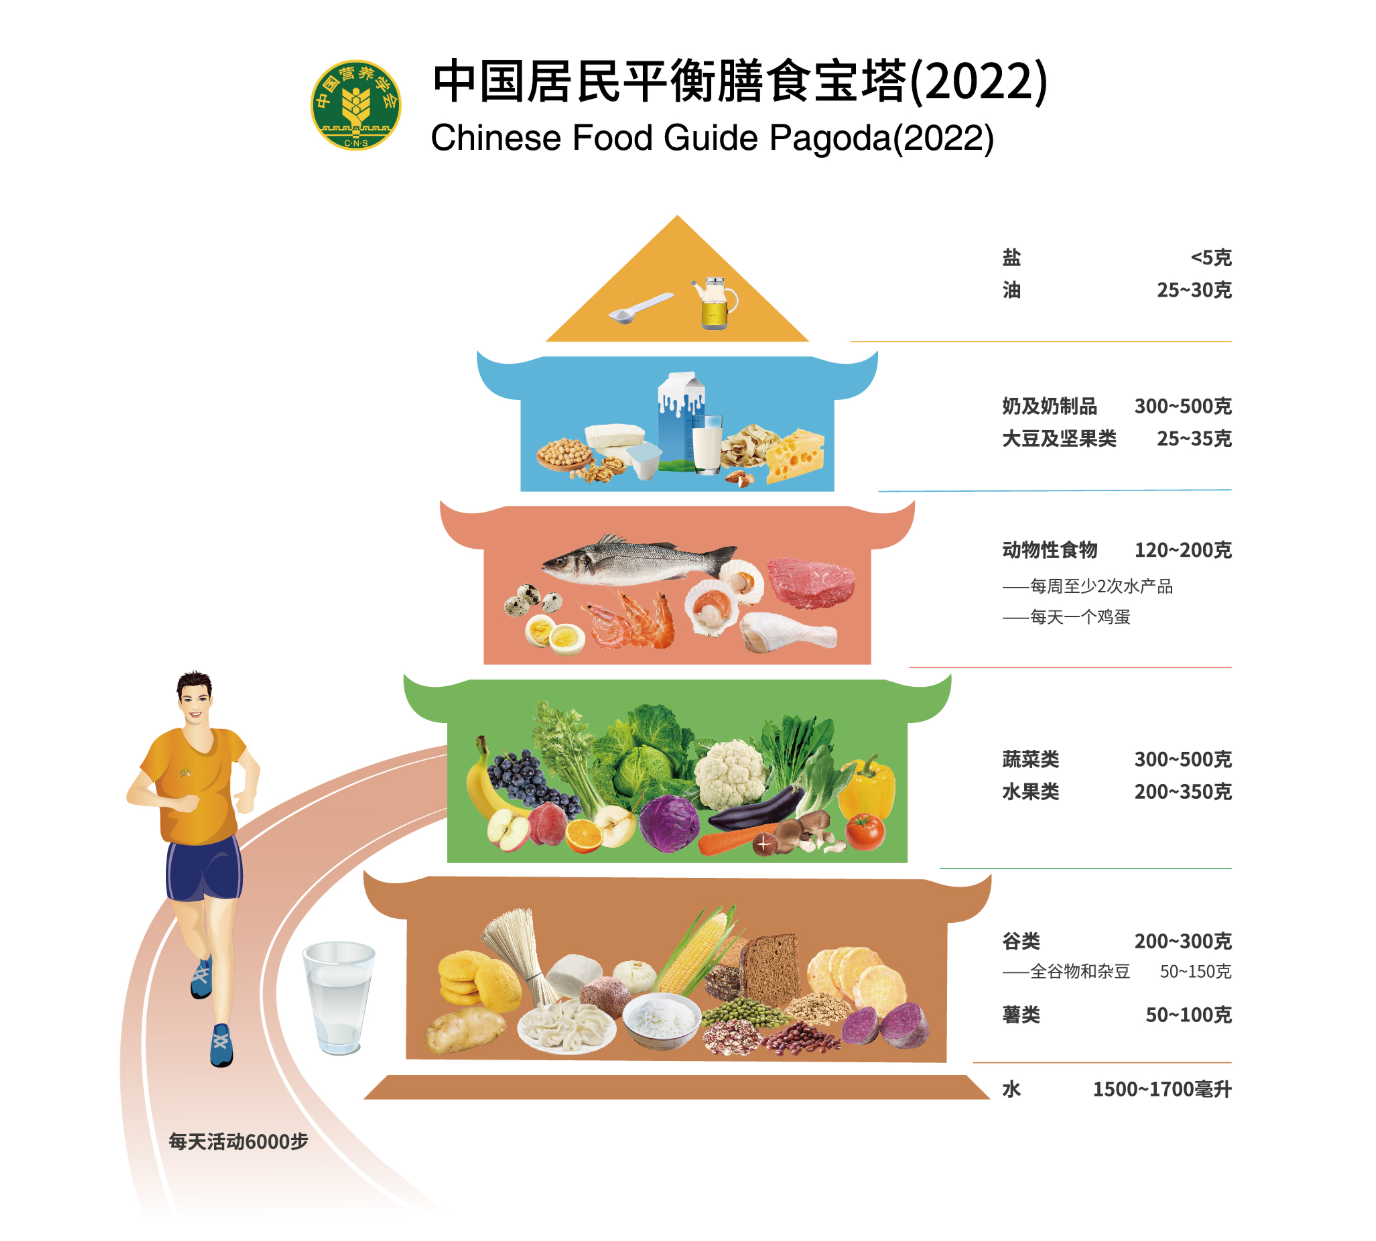 中国营养学会
C·N·S
中国居民平衡膳食宝塔(2022)
Chinese Food Guide Pagoda(2022)
盐 <5克
油 25~30克
奶及奶制品 300~500克
大豆及坚果类 25~35克
动物性食物 120~200克
——每周至少2次水产品
——每天一个鸡蛋
蔬菜类 300~500克
水果类 200~350克
谷类 200~300克
——全谷物和杂豆 50~150克
薯类 50~100克
水 1500~1700毫升
每天活动6000步